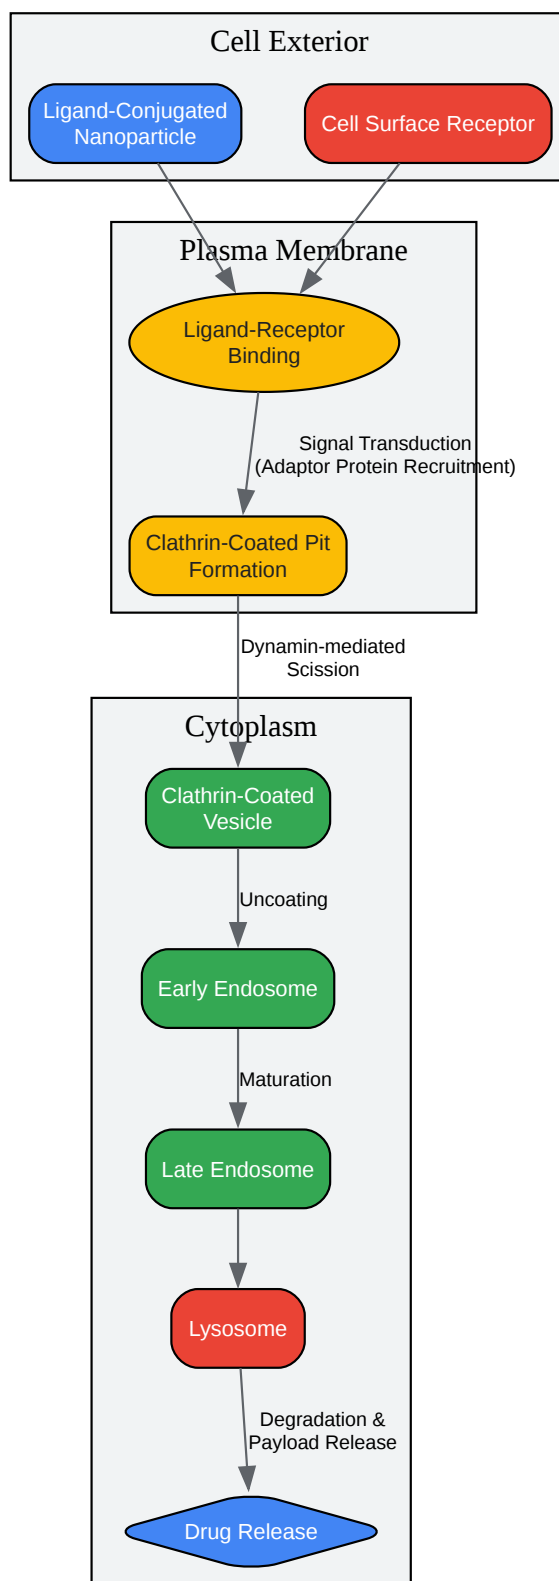 Cell Exterior
Ligand-Conjugated
Nanoparticle
Cell Surface Receptor
Plasma Membrane
Ligand-Receptor
Binding
Signal Transduction
(Adaptor Protein Recruitment)
Clathrin-Coated Pit
Formation
Dynamin-mediated
Scission
Cytoplasm
Clathrin-Coated
Vesicle
Uncoating
Early Endosome
Maturation
Late Endosome
Lysosome
Degradation &
Payload Release
Drug Release